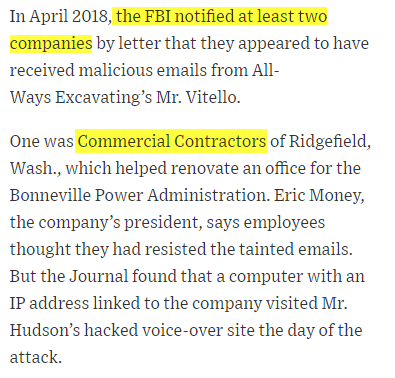 In April 2018, the FBI notified at least two
companies by letter that they appeared to have
received malicious emails from All-
Ways Excavating’s Mr. Vitello.
One was Commercial Contractors of Ridgefield,
Wash., which helped renovate an office for the
Bonneville Power Administration. Eric Money,
the company’s president, says employees
thought they had resisted the tainted emails.
But the Journal found that a computer with an
IP address linked to the company visited Mr.
Hudson’s hacked voice-over site the day of the
attack.